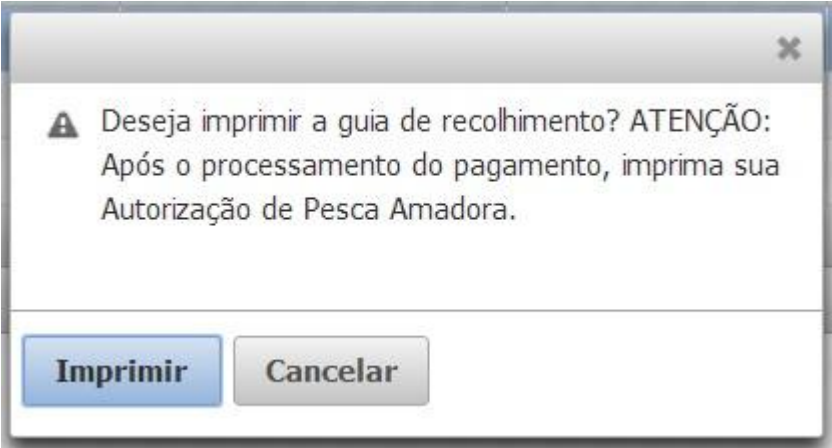 Deseja imprimir a guia de recolhimento? ATENÇÃO:
Após o processamento do pagamento, imprima sua
Autorização de Pesca Amadora.
Imprimir Cancelar